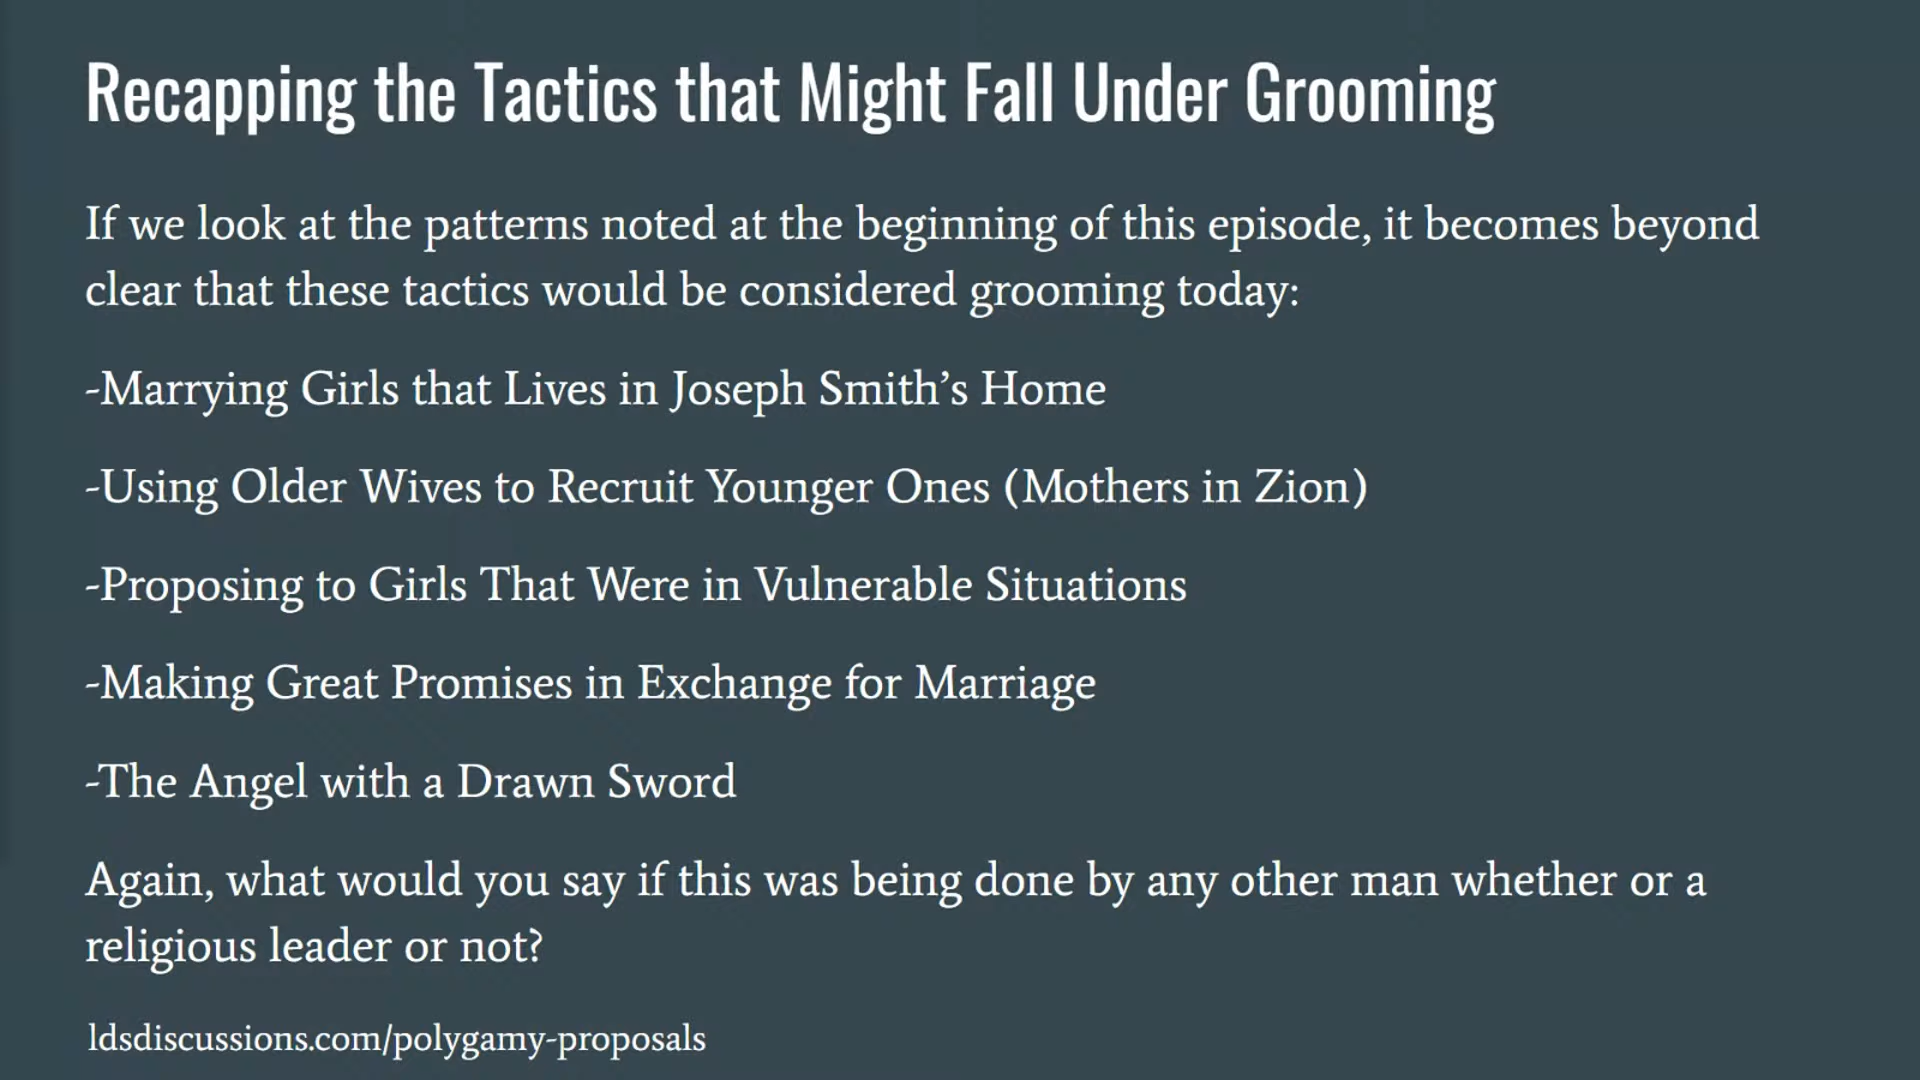 Recapping the Tactics that Might Fall Under Grooming
If we look at the patterns noted at the beginning of this episode, it becomes beyond
clear that these tactics would be considered grooming today:
-Marrying Girls that Lives in Joseph Smith’s Home
-Using Older Wives to Recruit Younger Ones (Mothers in Zion)
-Proposing to Girls That Were in Vulnerable Situations
-Making Great Promises in Exchange for Marriage
-The Angel with a Drawn Sword
Again, what would you say if this was being done by any other man whether or a
religious leader or not?
ldsdiscussions.com/polygamy-proposals